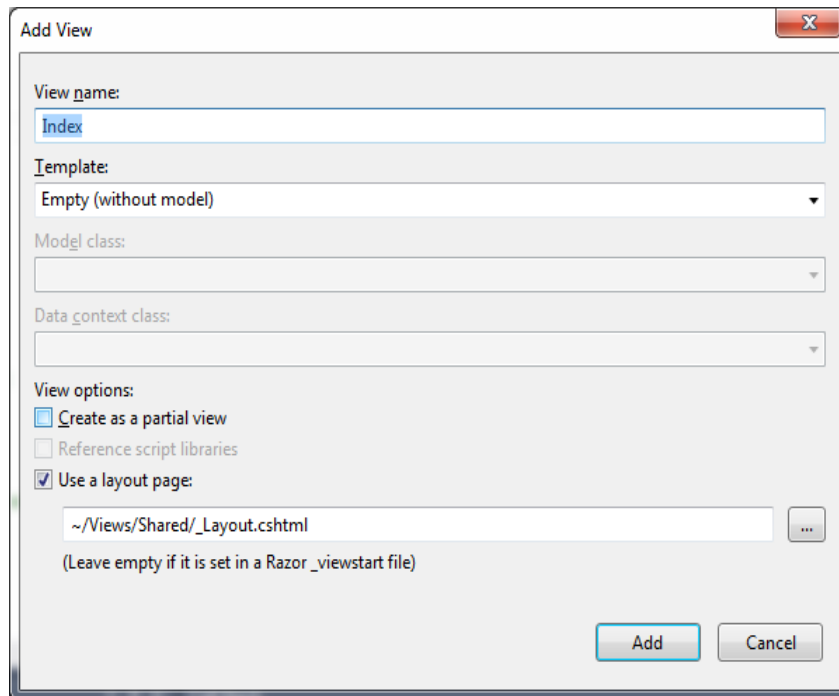 Add View
View name:
Index
Template:
Empty (without model)
Model class:
Data context class:
View options:
Create as a partial view
Reference script libraries
Use a layout page:
~/Views/Shared/_Layout.cshtml
...
(Leave empty if it is set in a Razor _viewstart file)
Add
Cancel